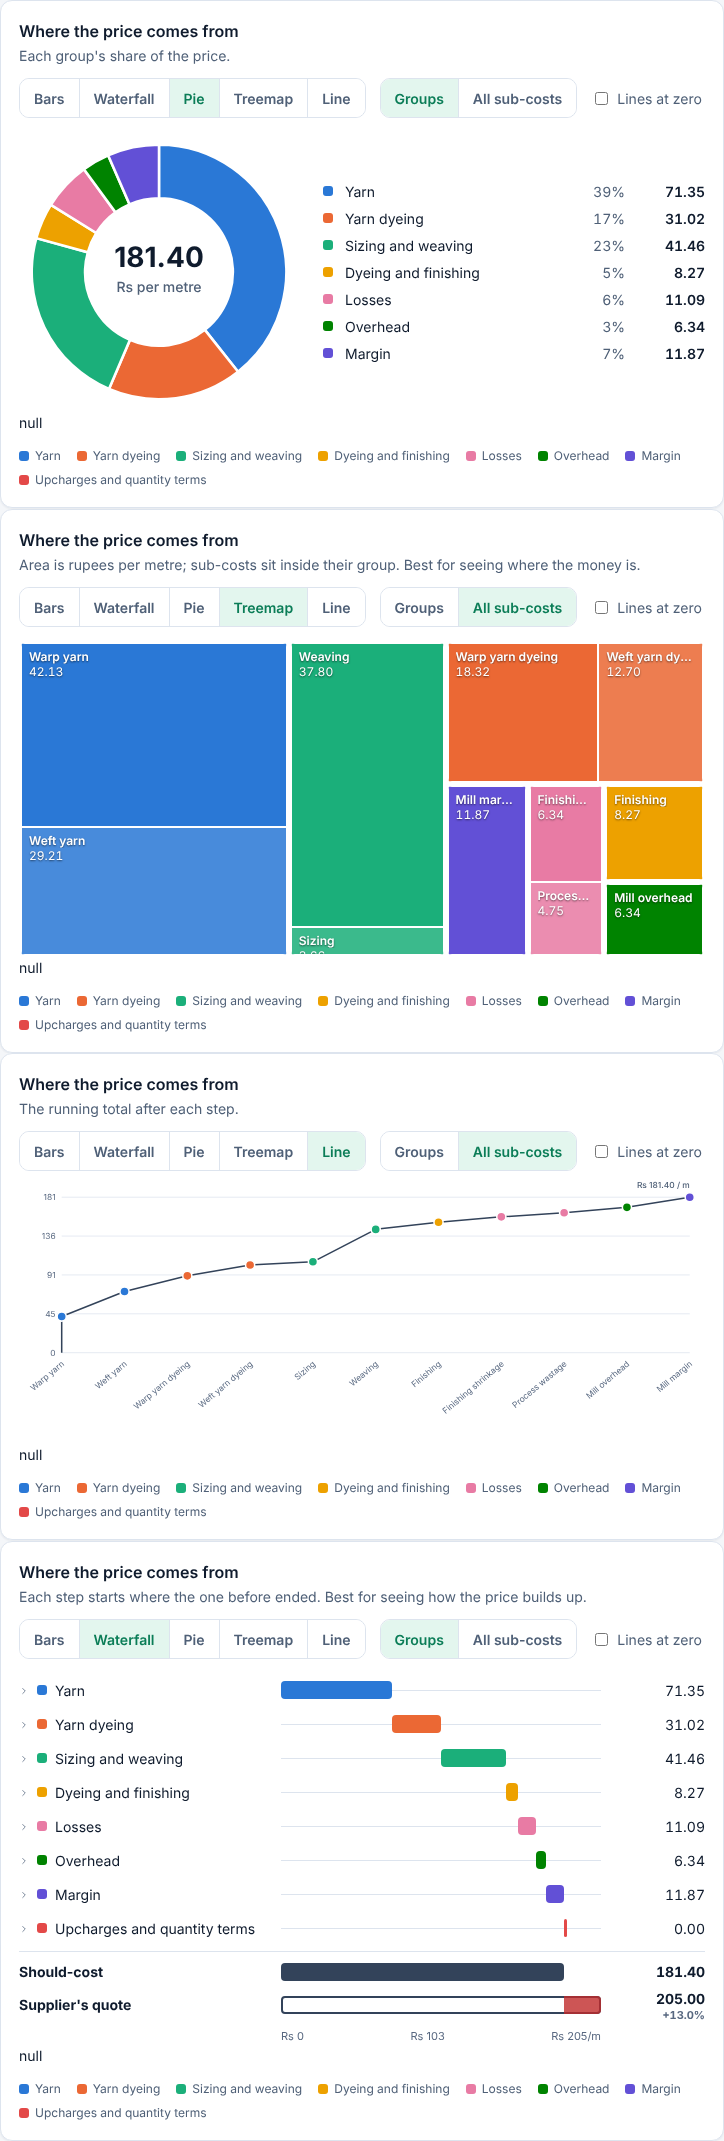 Where the price comes from
Each group's share of the price.
Bars Waterfall Pie Treemap Line Groups All sub-costs Lines at zero
181.40
Rs per metre
Yarn 39% 71.35
Yarn dyeing 17% 31.02
Sizing and weaving 23% 41.46
Dyeing and finishing 5% 8.27
Losses 6% 11.09
Overhead 3% 6.34
Margin 7% 11.87
null
Yarn Yarn dyeing Sizing and weaving Dyeing and finishing Losses Overhead Margin
Upcharges and quantity terms
Where the price comes from
Area is rupees per metre; sub-costs sit inside their group. Best for seeing where the money is.
Bars Waterfall Pie Treemap Line Groups All sub-costs Lines at zero
Warp yarn
42.13
Weft yarn
29.21
Weaving
37.80
Sizing
Warp yarn dyeing
18.32
Weft yarn dy...
12.70
Mill mar...
11.87
Finishi...
6.34
Proces...
4.75
Finishing
8.27
Mill overhead
6.34
null
Yarn Yarn dyeing Sizing and weaving Dyeing and finishing Losses Overhead Margin
Upcharges and quantity terms
Where the price comes from
The running total after each step.
Bars Waterfall Pie Treemap Line Groups All sub-costs Lines at zero
Rs 181.40 / m
181
136
91
45
0
Warp yarn
Weft yarn
Warp yarn dyeing
Weft yarn dyeing
Sizing
Weaving
Finishing
Finishing shrinkage
Process wastage
Mill overhead
Mill margin
null
Yarn Yarn dyeing Sizing and weaving Dyeing and finishing Losses Overhead Margin
Upcharges and quantity terms
Where the price comes from
Each step starts where the one before ended. Best for seeing how the price builds up.
Bars Waterfall Pie Treemap Line Groups All sub-costs Lines at zero
Yarn 71.35
Yarn dyeing 31.02
Sizing and weaving 41.46
Dyeing and finishing 8.27
Losses 11.09
Overhead 6.34
Margin 11.87
Upcharges and quantity terms 0.00
Should-cost 181.40
Supplier's quote 205.00
+13.0%
Rs 0 Rs 103 Rs 205/m
null
Yarn Yarn dyeing Sizing and weaving Dyeing and finishing Losses Overhead Margin
Upcharges and quantity terms